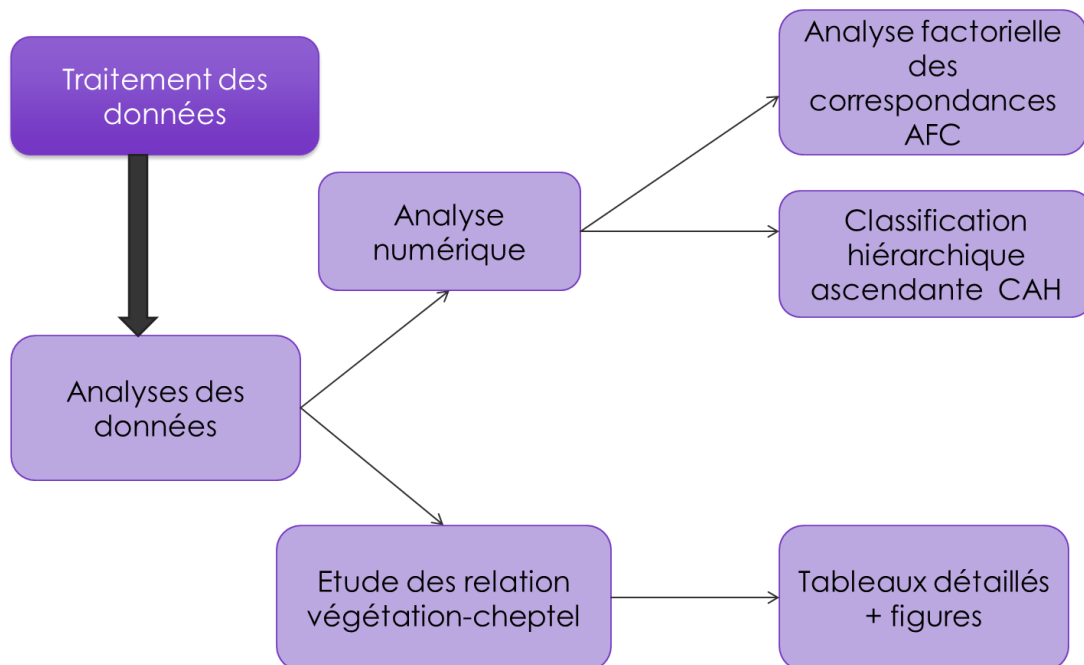 Traitement des
données
Analyses des
données
Analyse
numérique
Analyse factorielle
des
correspondances
AFC
Classification
hiérarchique
ascendante CAH
Etude des relation
végétation-cheptel
Tableaux détaillés
+ figures